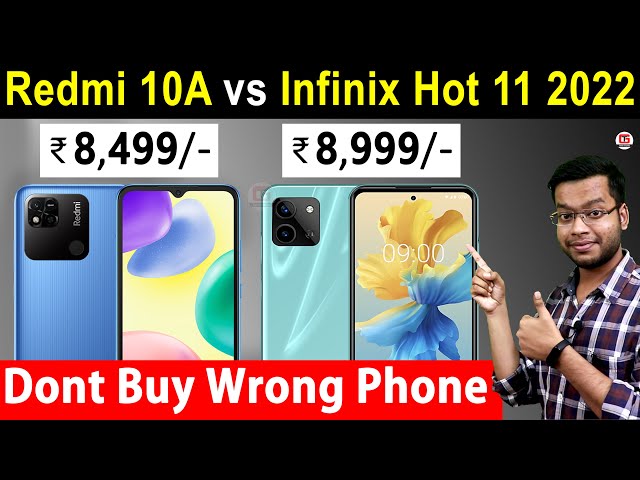 Redmi 10A vs Infinix Hot 11 2022
₹ 8,499/- ₹ 8,999/-
Redmi
09:00
Dont Buy Wrong Phone